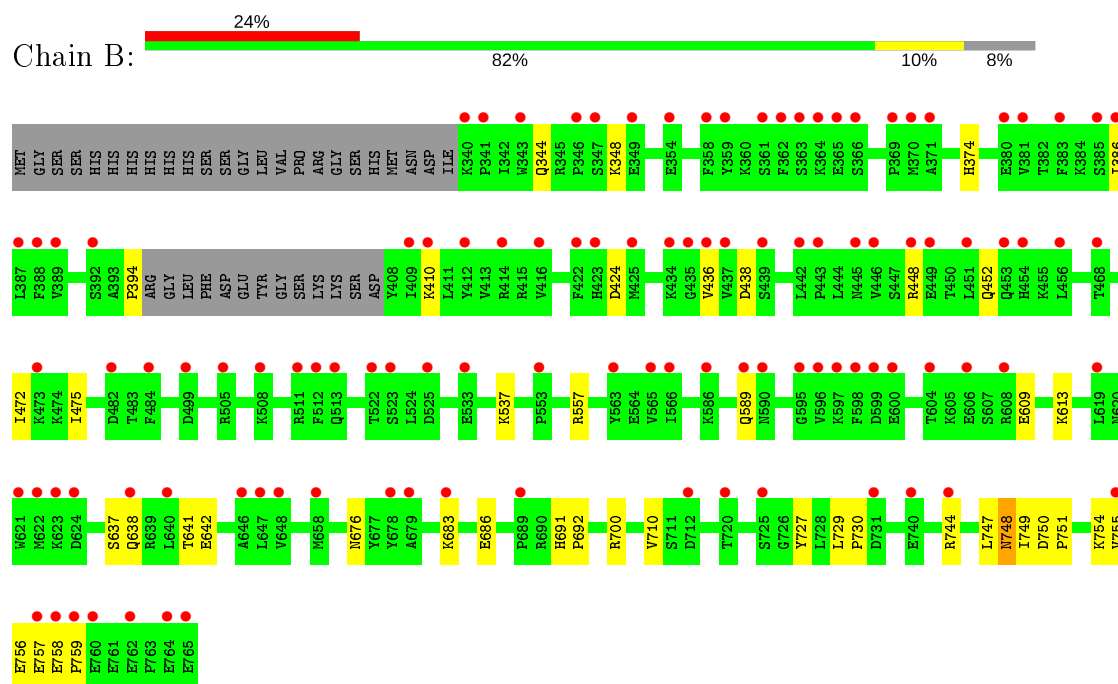 24%
Chain B:
82% 10% 8%
MET GLY SER SER HIS HIS HIS HIS HIS HIS SER SER GLY LEU VAL PRO ARG GLY SER HIS MET ASN ASP ILE K340 P341 I342 W343 Q344 R345 P346 S347 K348 E349 E354 F358 Y359 K360 S361 F362 S363 K364 E365 S366 P369 M370 A371 H374 E380 V381 T382 F383 K384 S385 I386
L387 F388 V389 S392 A393 P394 ARG GLY LEU PHE ASP GLU TYR GLY SER LYS LYS SER ASP Y408 I409 K410 L411 Y412 V413 R414 R415 V416 F422 H423 D424 M425 K434 G435 V436 V437 D438 S439 L442 P443 L444 N445 V446 S447 R448 E449 T450 L451 Q452 Q453 H454 K455 L456 T468
I472 K473 K474 I475 D482 T483 F484 D499 R505 K508 R511 F512 Q513 T522 S523 L524 D525 E533 K537 P553 R557 Y563 E564 V565 I566 K586 Q589 N590 G595 V596 K597 F598 D599 E600 T604 K605 E606 S607 R608 E609 K613 L619 N620
W621 M622 K623 D624 S637 Q638 R639 L640 T641 E642 A646 L647 V648 M658 N676 Y677 Y678 A679 K683 E686 P689 R690 H691 P692 R700 V710 S711 D712 T720 S725 G726 Y727 L728 L729 P730 D731 E740 R744 L747 N748 I749 D750 P751 K754 V755
E756 E757 E758 P759 E760 E761 E762 P763 E764 E765